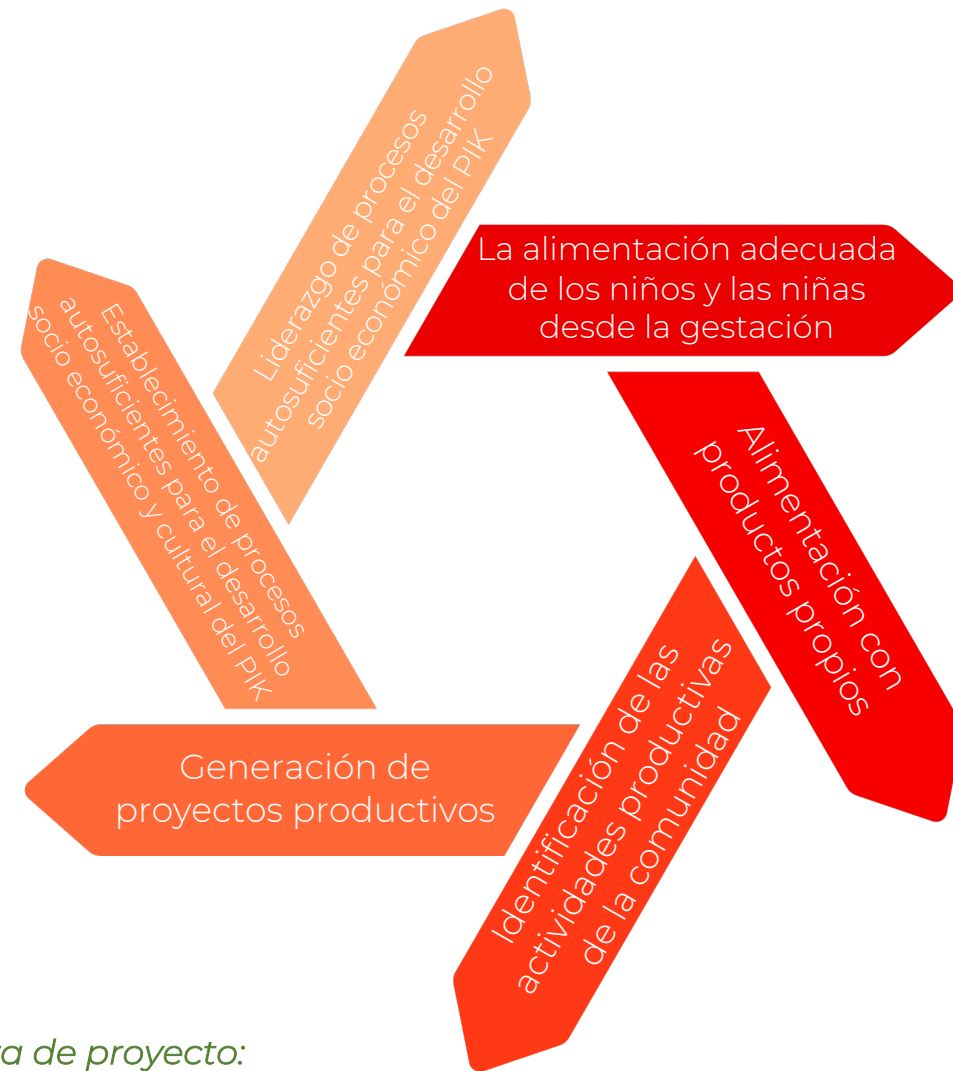 Liderazgo de procesos
autosuficientes para el desarrollo
socio económico del PIK
La alimentación adecuada
de los niños y las niñas
desde la gestación
Alimentación con
productos propios
Identificación de las
actividades productivas
de la comunidad
Generación de
proyectos productivos
Establecimiento de procesos
autosuficientes para el desarrollo
socio económico y cultural del PIK
de proyecto: